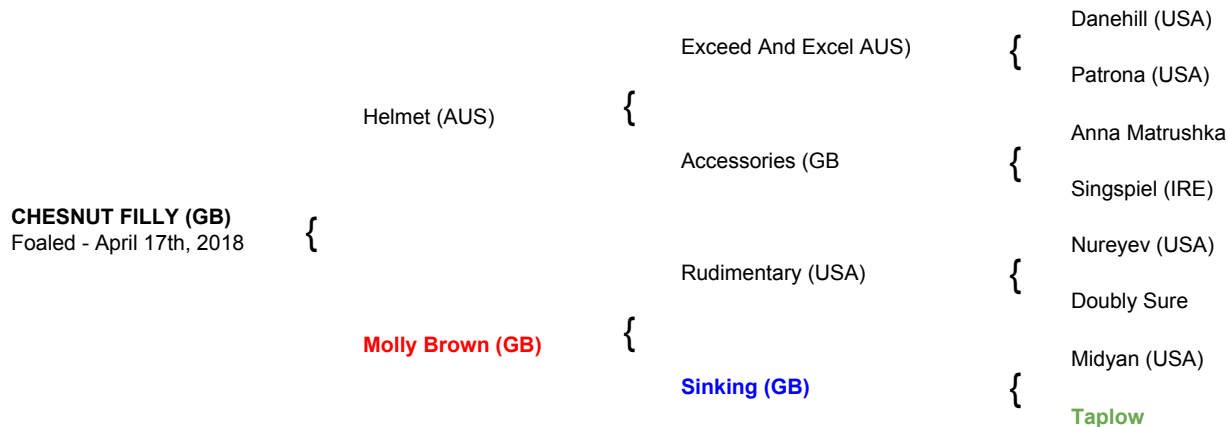 Danehill (USA)
Exceed And Excel AUS) {
Patrona (USA)
Helmet (AUS) {
Anna Matrushka
Accessories (GB {
Singspiel (IRE)
CHESNUT FILLY (GB)
Foaled - April 17th, 2018 {
Nureyev (USA)
Rudimentary (USA) {
Doubly Sure
Molly Brown (GB) {
Midyan (USA)
Sinking (GB) {
Taplow